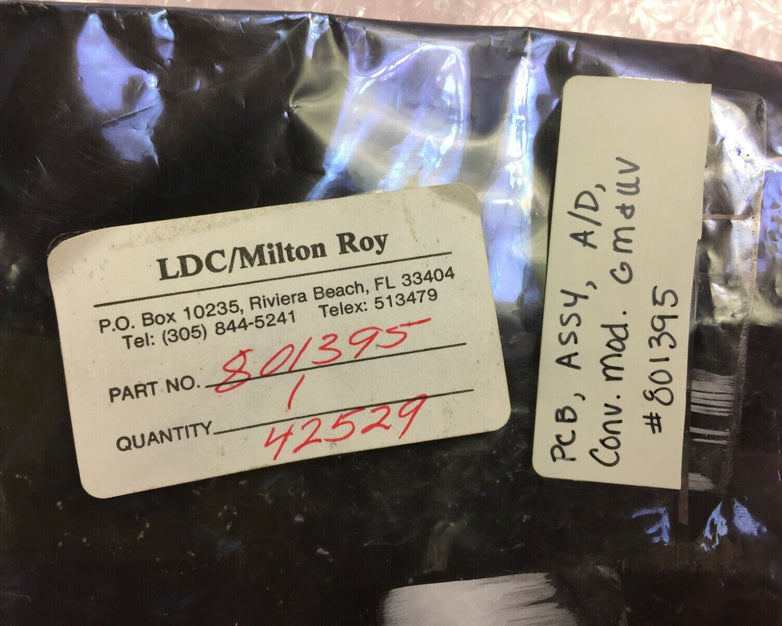 LDC/Milton Roy
P.O. Box 10235, Riviera Beach, FL 33404
Tel: (305) 844-5241 Telex: 513479
PART NO. 801395
1
QUANTITY
42529
PCB, ASSY, A/D,
Conv. Mod. GM & UV
#801395